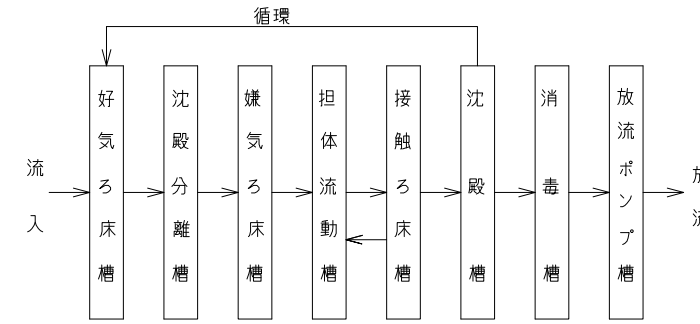 循環
流入
好気ろ床槽
沈殿分離槽
嫌気ろ床槽
担体流動槽
接触ろ床槽
沈殿槽
消毒槽
放流ポンプ槽
放流